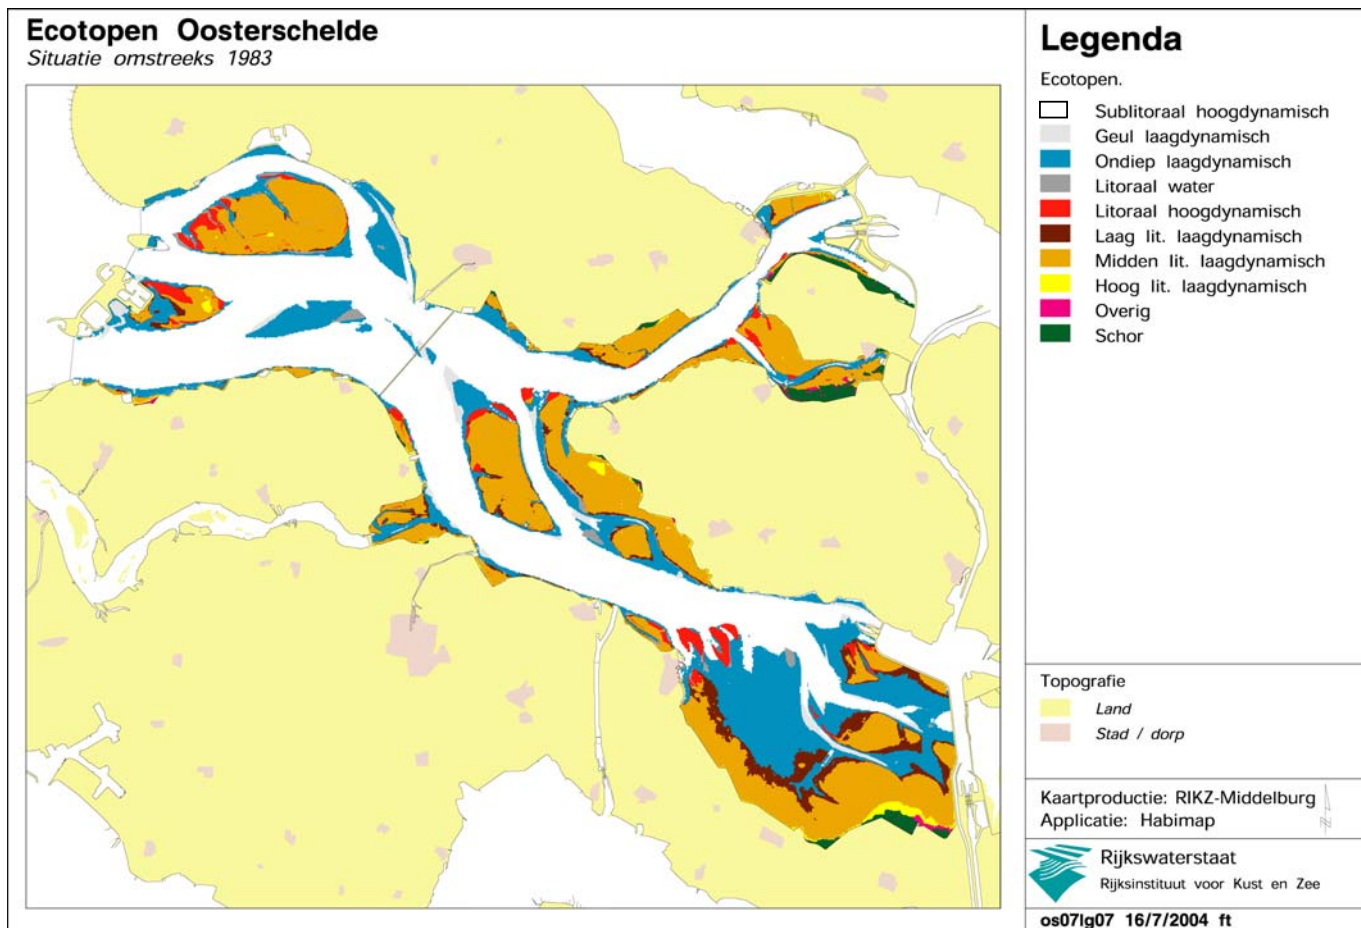 Ecotopen Oosterschelde
Situatie omstreeks 1983
Legenda
Ecotopen.
Sublitoraal hoogdynamisch
Geul laagdynamisch
Ondiep laagdynamisch
Litoraal water
Litoraal hoogdynamisch
Laag lit. laagdynamisch
Midden lit. laagdynamisch
Hoog lit. laagdynamisch
Overig
Schor
Topografie
Land
Stad / dorp
Kaartproductie: RIKZ-Middelburg
Applicatie: Habimap
Rijkswaterstaat
Rijksinstituut voor Kust en Zee
os07lg07 16/7/2004 ft